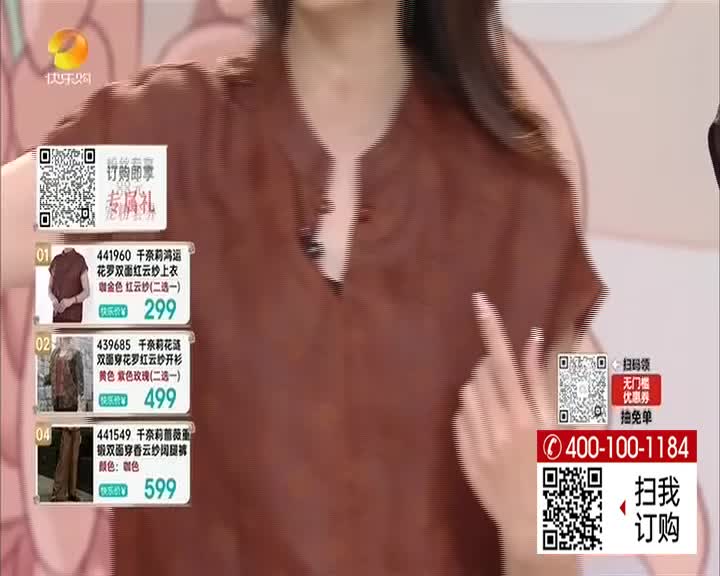 快乐购
订购即享
专属礼
01
441960 千奈莉鸿运
花罗双面红云纱上衣
咖金色 红云纱(二选一)
快乐价¥ 299
02
439685 千奈莉花涟
双面穿花罗红云纱开衫
黄色 紫色玫瑰(二选一)
快乐价¥ 499
04
441549 千奈莉蔷薇重
缎双面穿香云纱阔腿裤
颜色：咖色
快乐价¥ 599
扫码领
无门槛
优惠券
抽免单
400-100-1184
扫我
订购